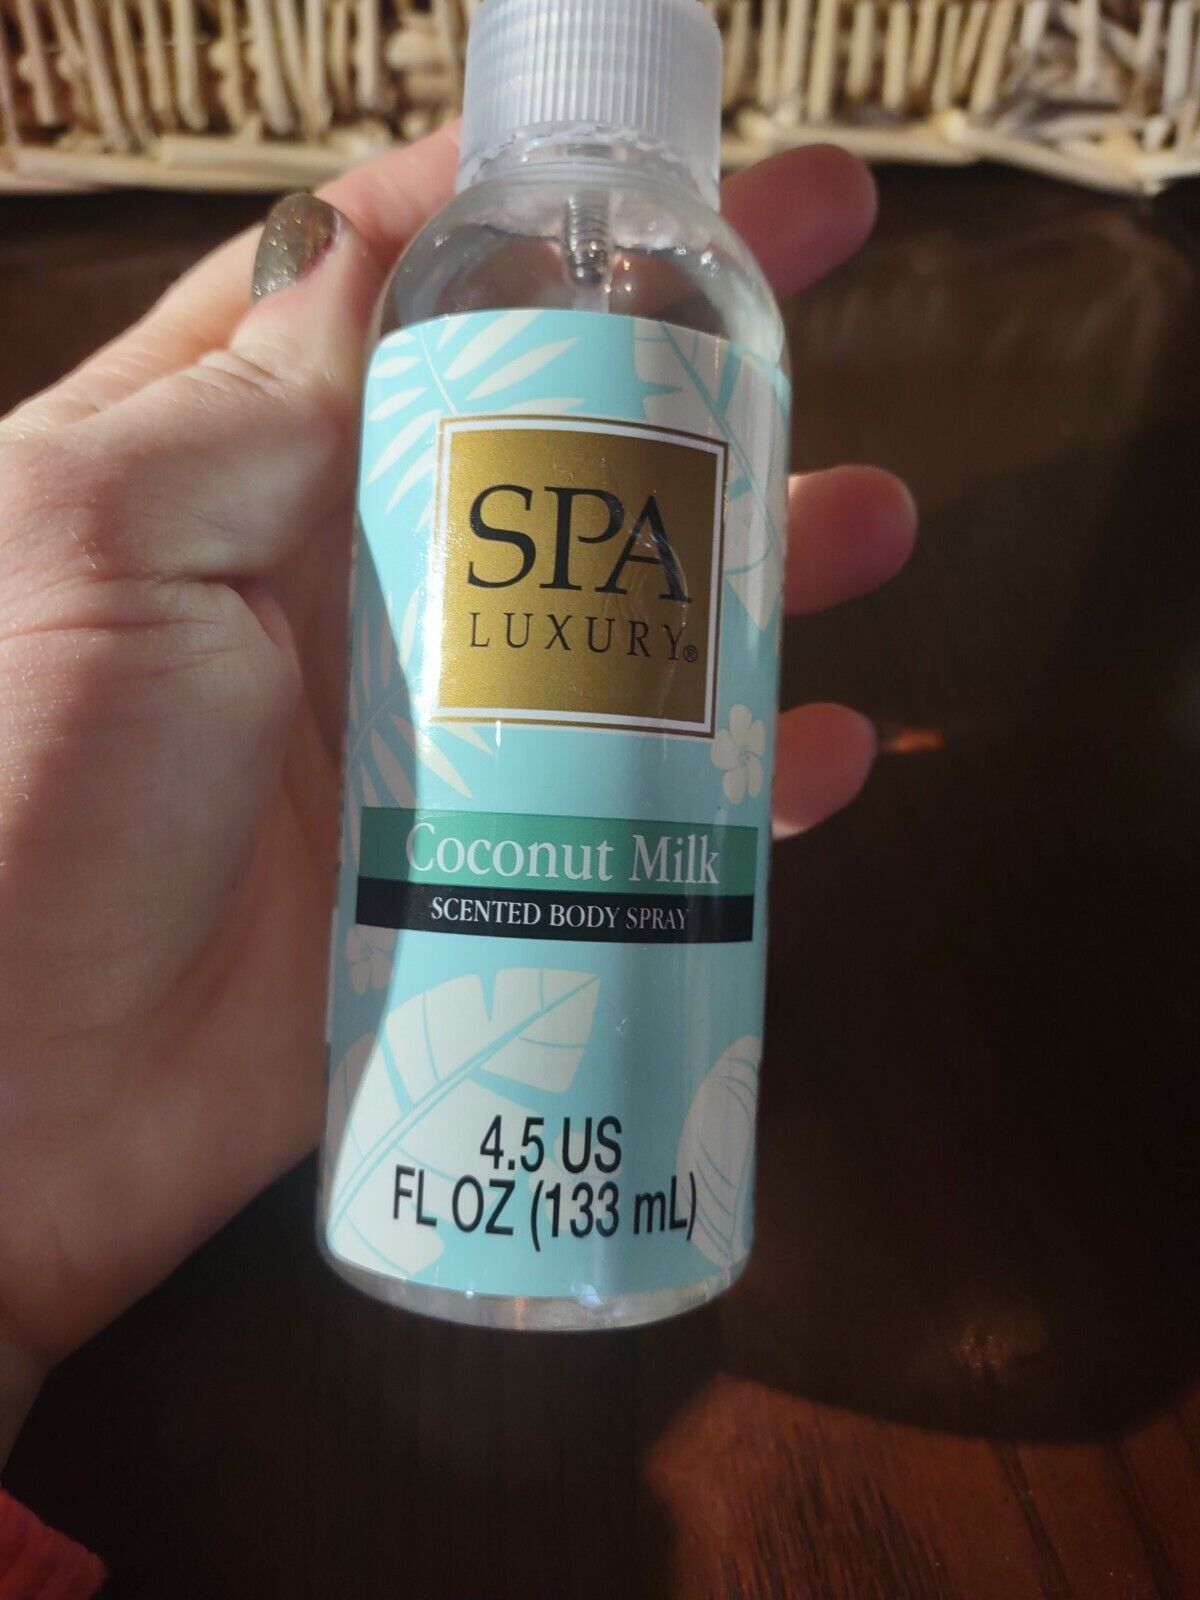 SPA
LUXURY®
Coconut Milk
SCENTED BODY SPRAY
4.5 US
FL OZ (133 mL)